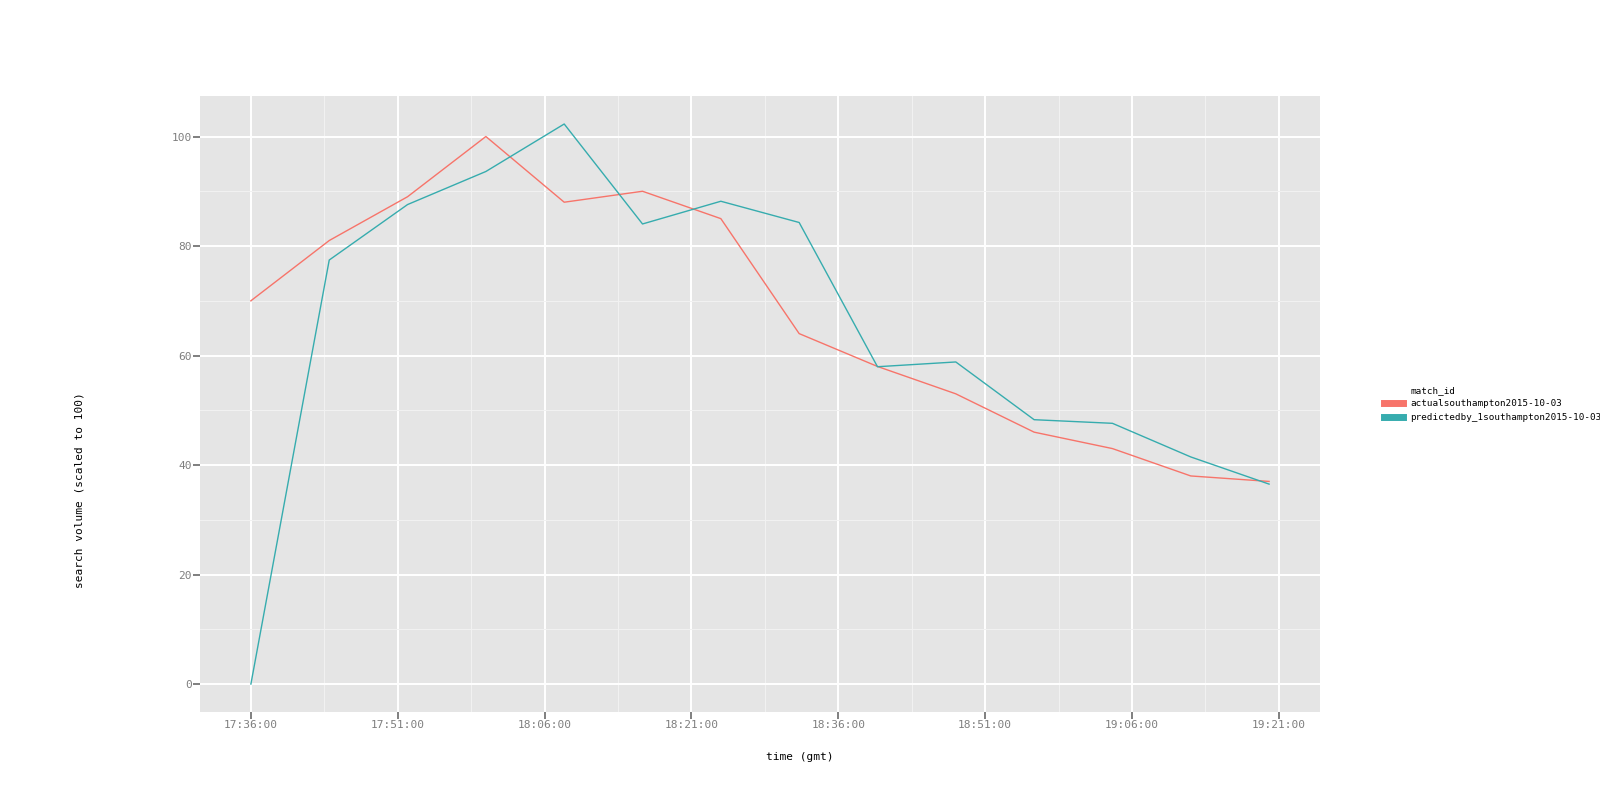 100
80
60
40
20
0
search volume (scaled to 100)
17:36:00 17:51:00 18:06:00 18:21:00 18:36:00 18:51:00 19:06:00 19:21:00
time (gmt)
match_id
actualsouthampton2015-10-03
predictedby_1southampton2015-10-03